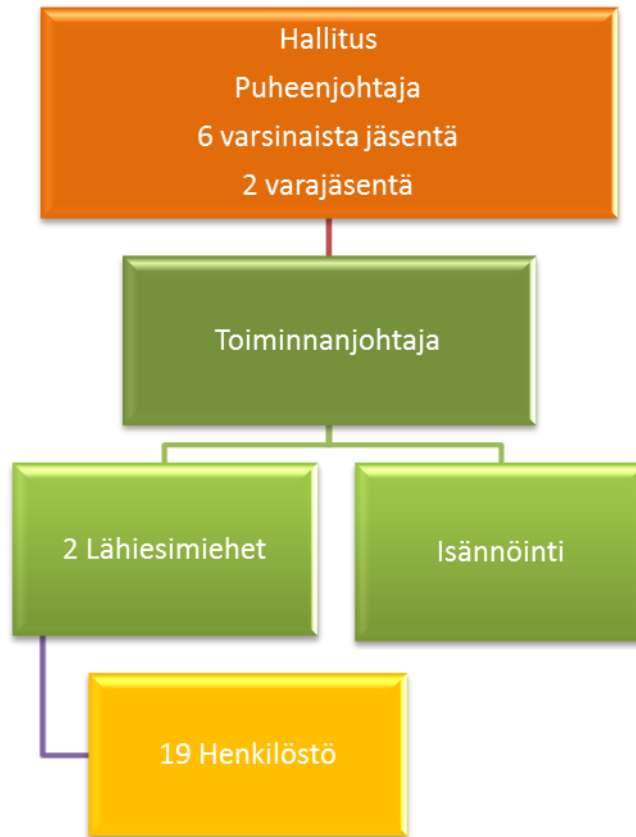 Hallitus
Puheenjohtaja
6 varsinaista jäsentä
2 varajäsentä
Toiminnanjohtaja
2 Lähiesimiehet
Isännöinti
19 Henkilöstö